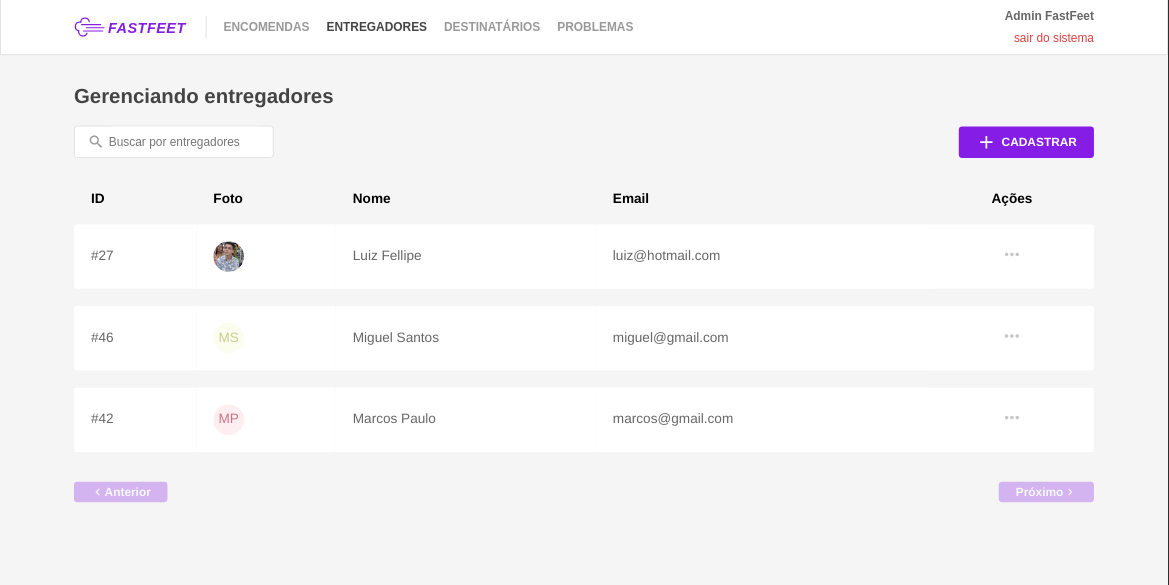 FASTFEET ENCOMENDAS ENTREGADORES DESTINATÁRIOS PROBLEMAS Admin FastFeet
sair do sistema
Gerenciando entregadores
Buscar por entregadores CADASTRAR
ID Foto Nome Email Ações
#27 Luiz Fellipe luiz@hotmail.com
#46 MS Miguel Santos miguel@gmail.com
#42 MP Marcos Paulo marcos@gmail.com
Anterior Próximo